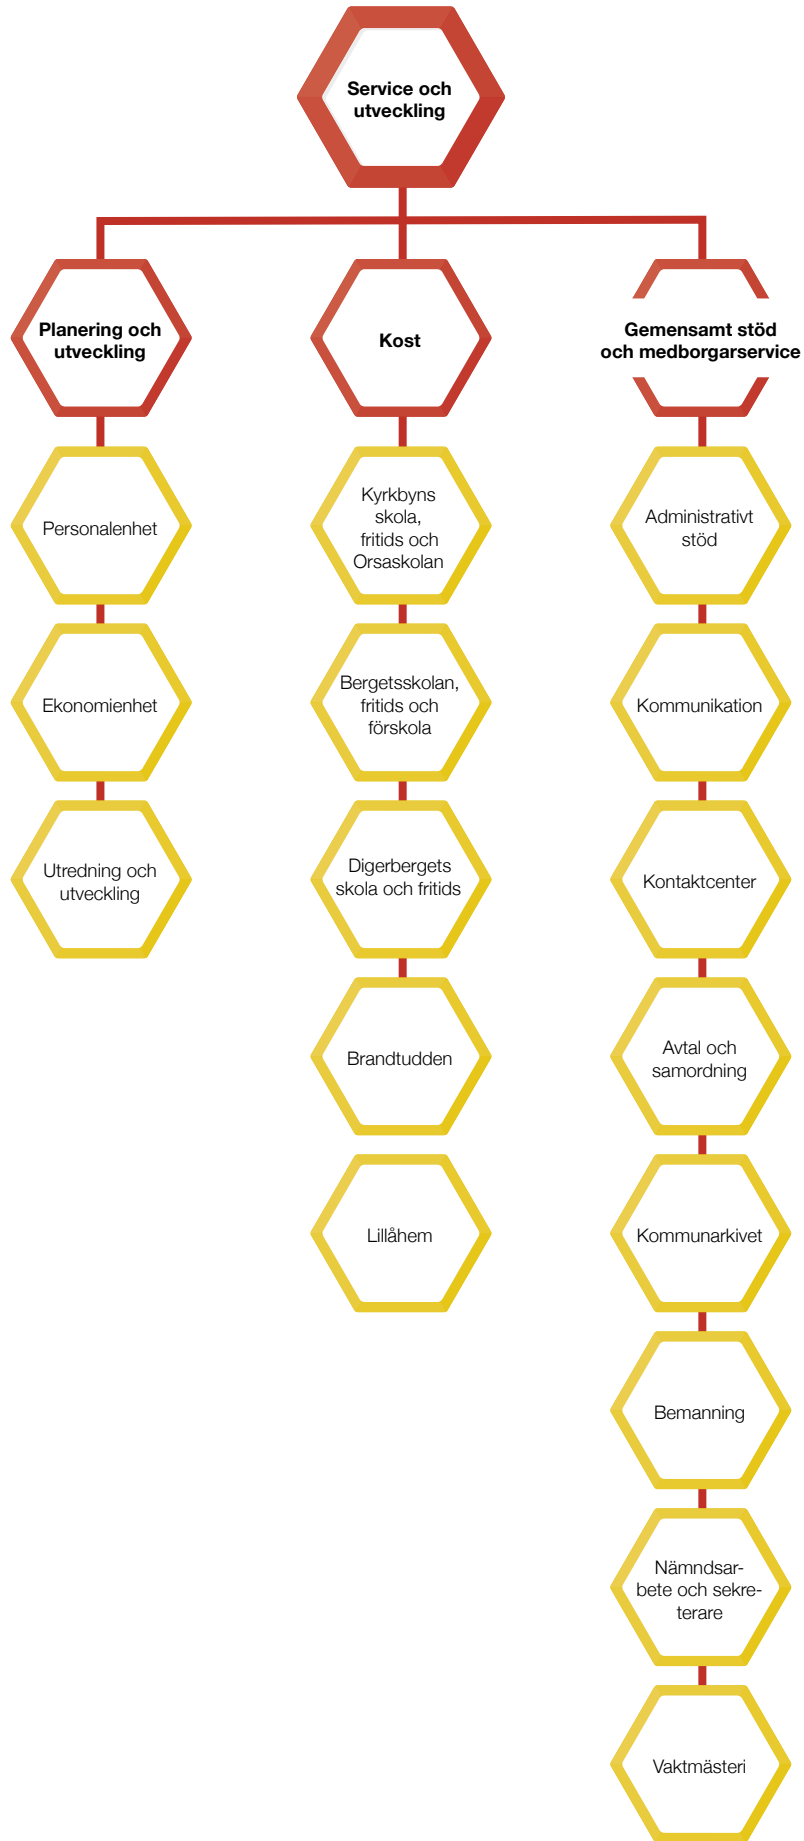 Service och
utveckling
Planering och
utveckling
Kost
Gemensamt stöd
och medborgarservice
Personalenhet
Ekonomienhet
Utredning och
utveckling
Kyrkbyns
skola,
fritids och
Orsaskolan
Bergetsskolan,
fritids och
förskola
Digerbergets
skola och fritids
Brandtudden
Lillåhem
Administrativt
stöd
Kommunikation
Kontaktcenter
Avtal och
samordning
Kommunarkivet
Bemanning
Nämndsar-
bete och sekre-
terare
Vaktmästeri